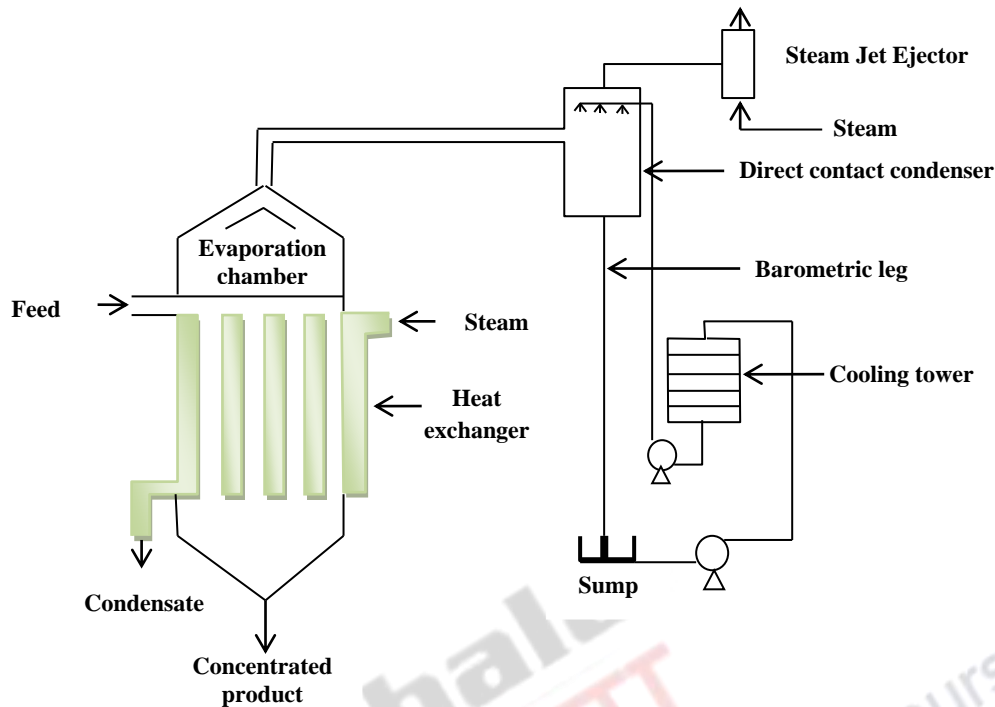 Steam Jet Ejector
Steam
Direct contact condenser
Evaporation
chamber
Barometric leg
Feed
Steam
Cooling tower
Heat
exchanger
Sump
Condensate
Concentrated
product